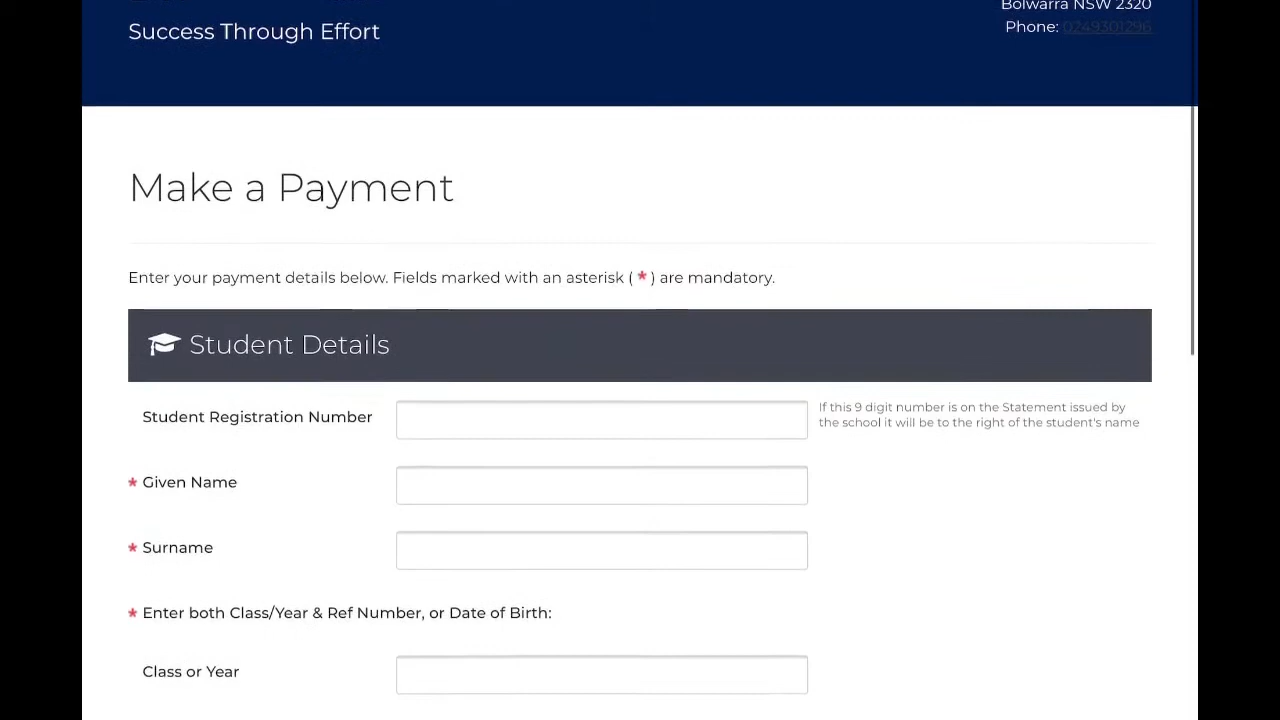 Bolwarra NSW 2320
Success Through Effort
Phone: 0249301296
Make a Payment
Enter your payment details below. Fields marked with an asterisk ( * ) are mandatory.
Student Details
Student Registration Number
If this 9 digit number is on the Statement issued by
the school it will be to the right of the student's name
* Given Name
* Surname
* Enter both Class/Year & Ref Number, or Date of Birth:
Class or Year